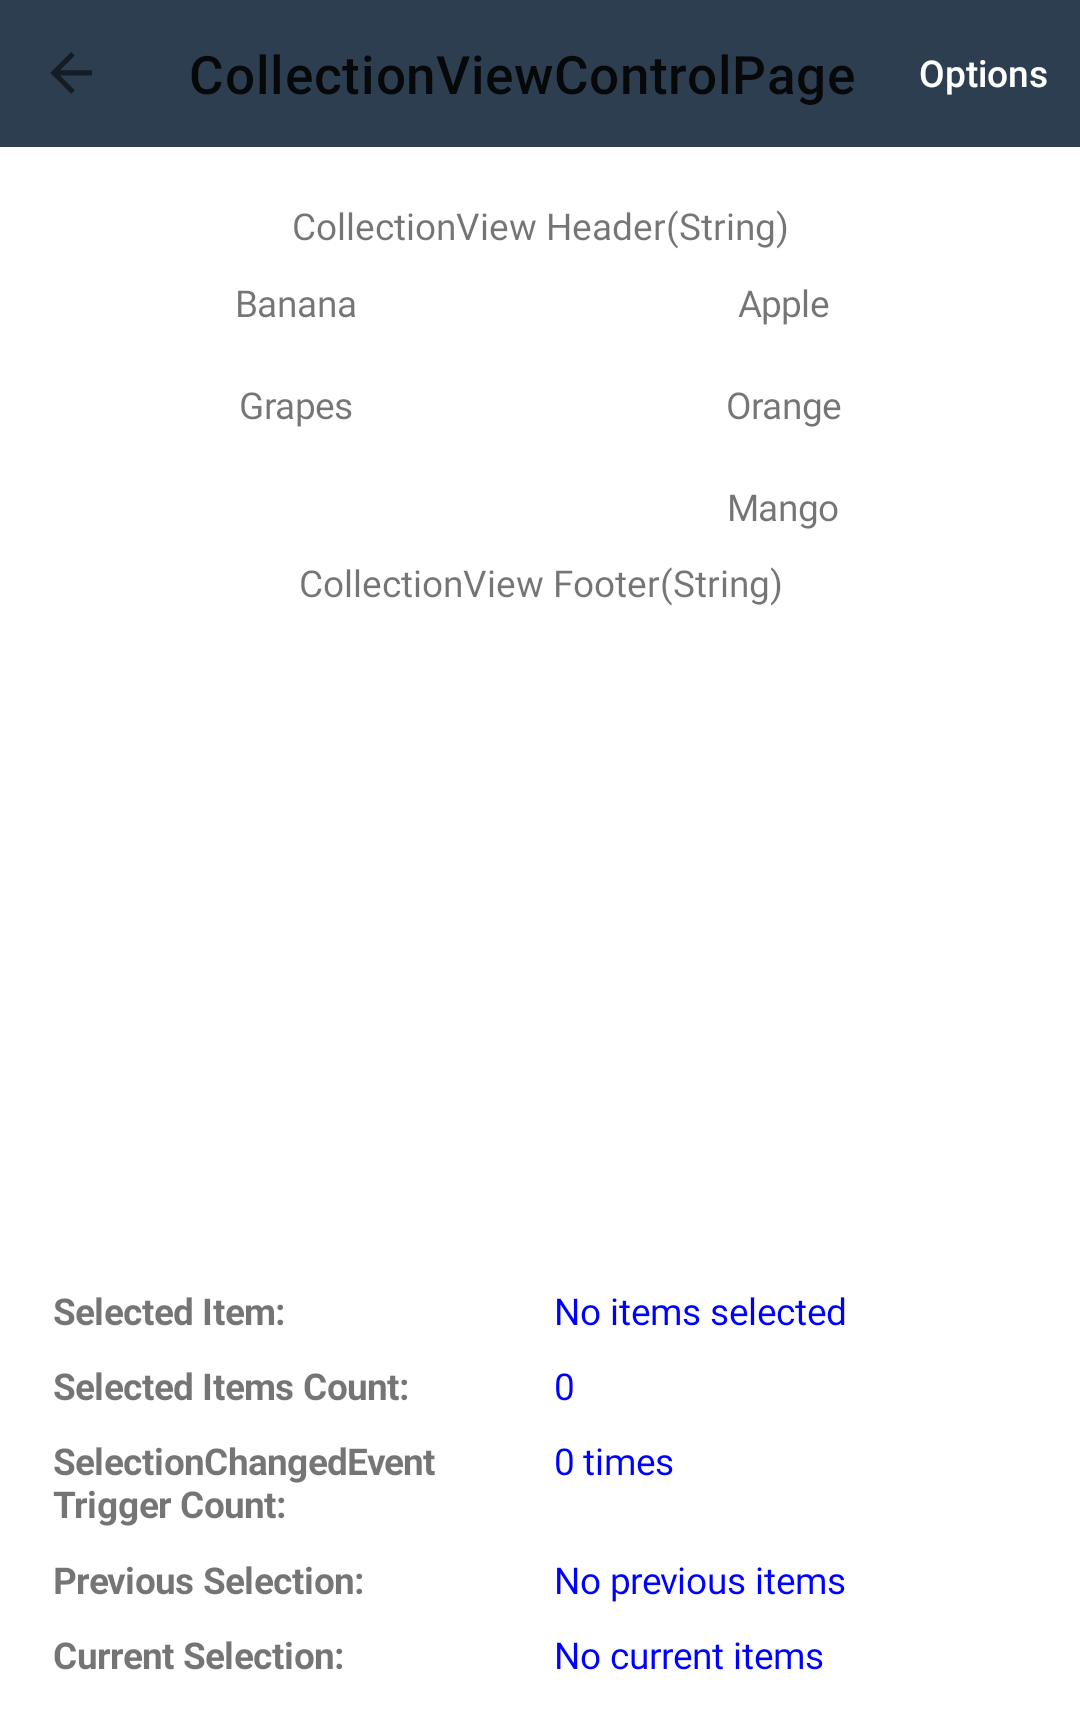 CollectionViewControlPage
Options
CollectionView Header(String)
Banana
Apple
Grapes
Orange
Mango
CollectionView Footer(String)
Selected Item:
No items selected
Selected Items Count:
0
SelectionChangedEvent
Trigger Count:
0 times
Previous Selection:
No previous items
Current Selection:
No current items